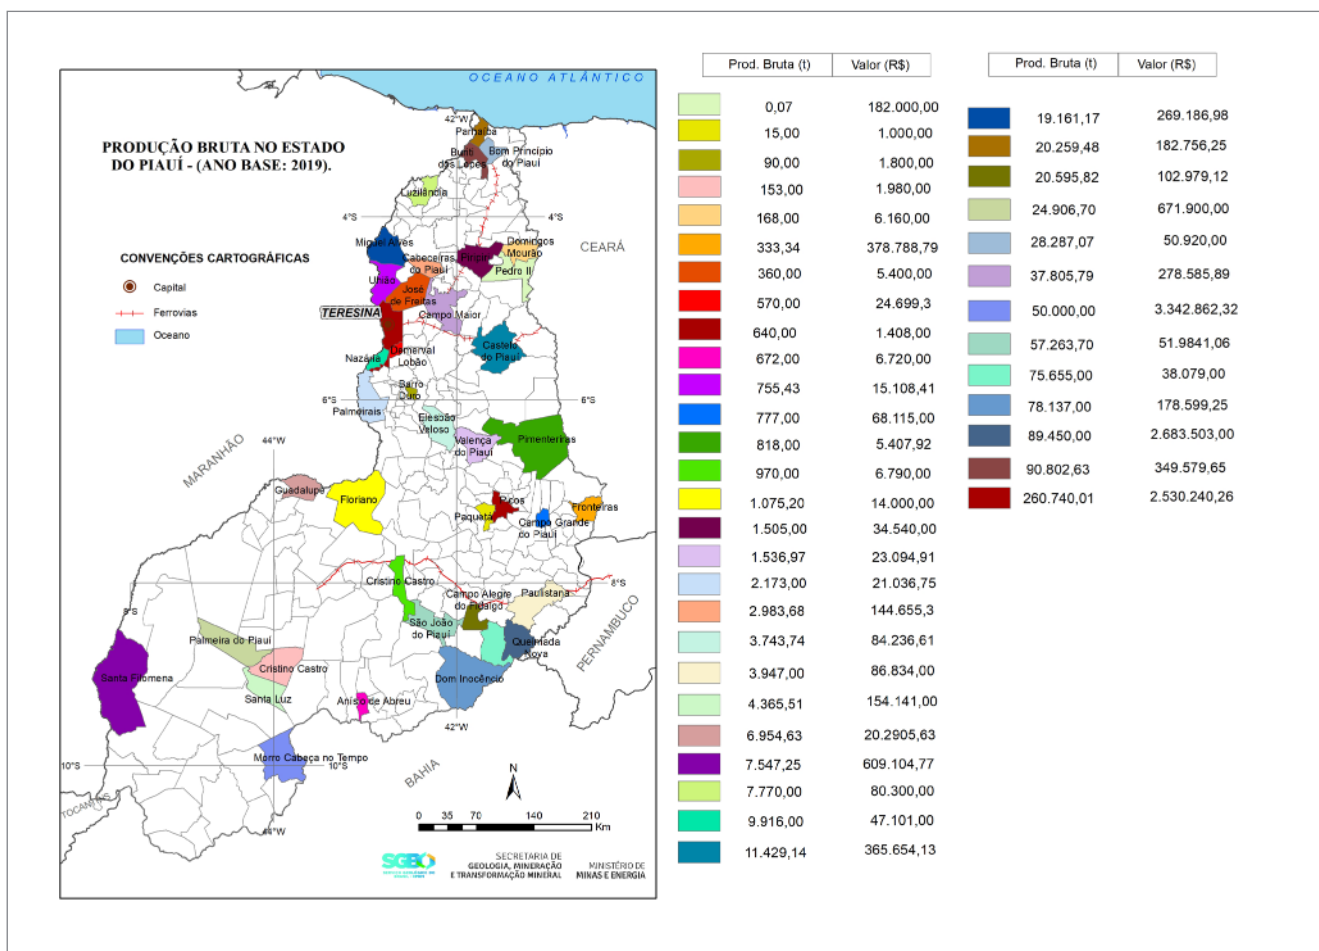 OCEANO ATLÂNTICO
PRODUÇÃO BRUTA NO ESTADO
DO PIAUÍ - (ANO BASE: 2019).
CONVENÇÕES CARTOGRÁFICAS
Capital
Ferrovias
Oceano
42°W
Parnaíba
Buriti
dos Lopes
Bom Princípio
do Piauí
Luzilândia
4°S
4°S
CEARÁ
Miguel Alves
Cabeceiras
do Piauí
Piripiri
Domingos
Mourão
Pedro II
União
José
de Freitas
Campo Maior
TERESINA
Castelo
do Piauí
Nazária
Demerval
Lobão
Barro
Duro
6°S
6°S
Palmeirais
Elesbão
Veloso
Valença
do Piauí
Pimenteiras
44°W
MARANHÃO
Guadalupe
Floriano
Picos
Paquetá
Campo Grande
do Piauí
Fronteiras
8°S
8°S
Cristino Castro
Campo Alegre
do Fidalgo
Paulistana
São João
do Piauí
Queimada
Nova
PERNAMBUCO
Palmeira do Piauí
Cristino Castro
Santa Luz
Santa Filomena
Dom Inocêncio
Anísio de Abreu
42°W
Morro Cabeça no Tempo
10°S
10°S
BAHIA
TOCANTINS
44°W
N
0 35 70 140 210
Km
SGEO
SECRETARIA DE
GEOLOGIA, MINERAÇÃO
E TRANSFORMAÇÃO MINERAL
MINISTÉRIO DE
MINAS E ENERGIA
Prod. Bruta (t) Valor (R$)
0,07 182.000,00
15,00 1.000,00
90,00 1.800,00
153,00 1.980,00
168,00 6.160,00
333,34 378.788,79
360,00 5.400,00
570,00 24.699,3
640,00 1.408,00
672,00 6.720,00
755,43 15.108,41
777,00 68.115,00
818,00 5.407,92
970,00 6.790,00
1.075,20 14.000,00
1.505,00 34.540,00
1.536,97 23.094,91
2.173,00 21.036,75
2.983,68 144.655,3
3.743,74 84.236,61
3.947,00 86.834,00
4.365,51 154.141,00
6.954,63 20.2905,63
7.547,25 609.104,77
7.770,00 80.300,00
9.916,00 47.101,00
11.429,14 365.654,13
Prod. Bruta (t) Valor (R$)
19.161,17 269.186,98
20.259,48 182.756,25
20.595,82 102.979,12
24.906,70 671.900,00
28.287,07 50.920,00
37.805,79 278.585,89
50.000,00 3.342.862,32
57.263,70 51.9841,06
75.655,00 38.079,00
78.137,00 178.599,25
89.450,00 2.683.503,00
90.802,63 349.579,65
260.740,01 2.530.240,26